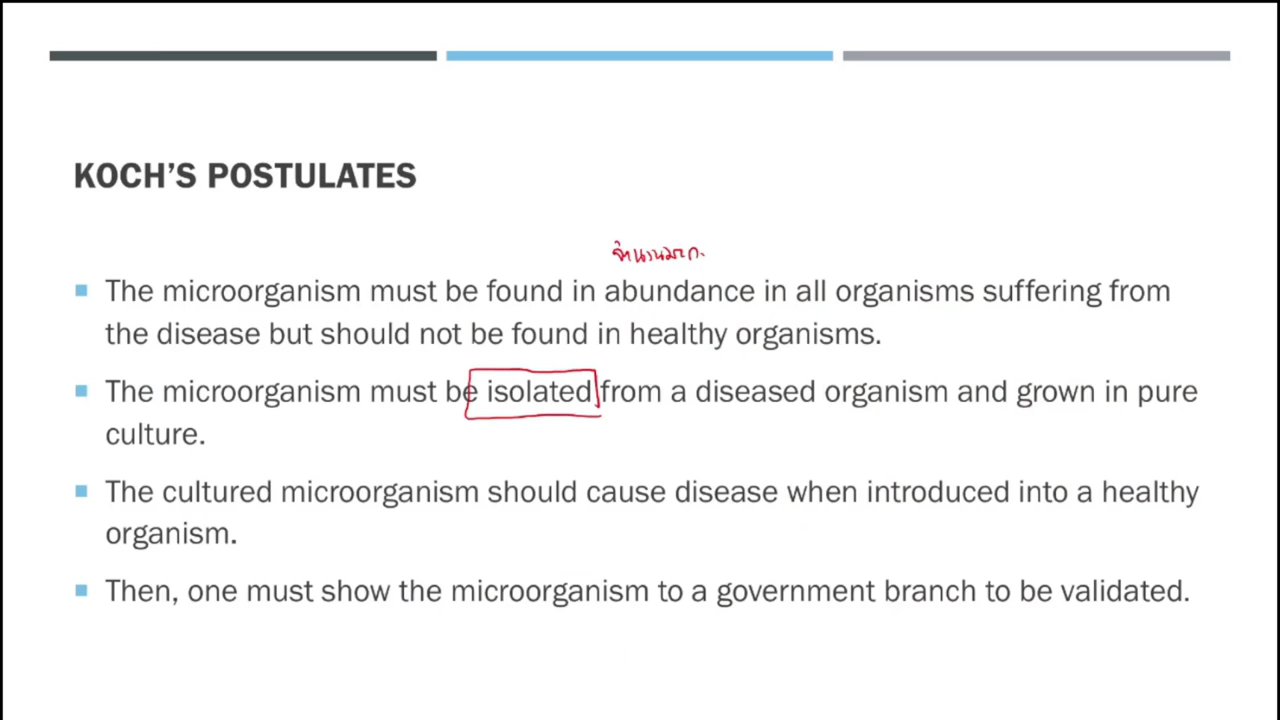 KOCH'S POSTULATES
จำนวนมาก
The microorganism must be found in abundance in all organisms suffering from
the disease but should not be found in healthy organisms.
The microorganism must be isolated from a diseased organism and grown in pure
culture.
The cultured microorganism should cause disease when introduced into a healthy
organism.
Then, one must show the microorganism to a government branch to be validated.